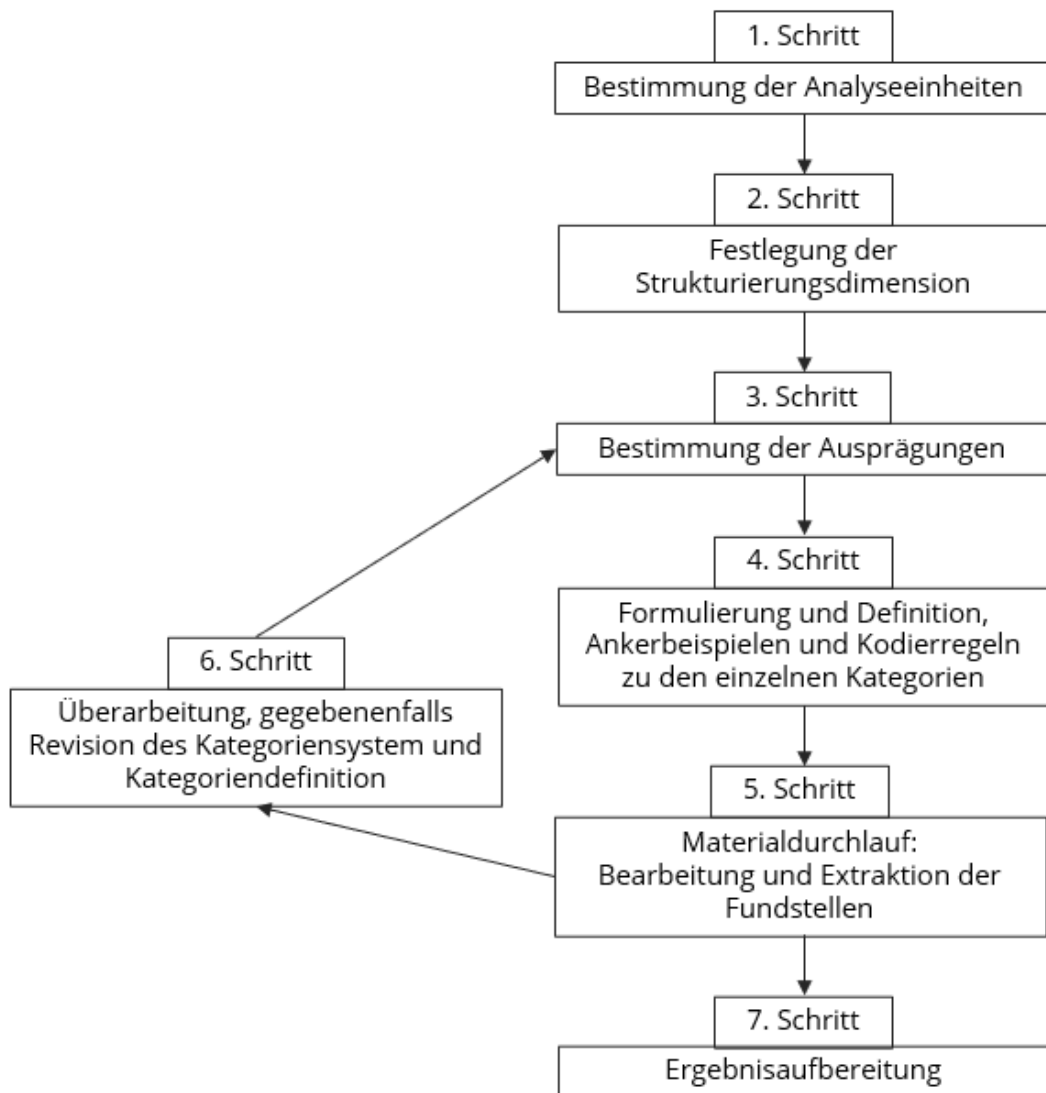 1. Schritt
Bestimmung der Analyseeinheiten
2. Schritt
Festlegung der
Strukturierungsdimension
3. Schritt
Bestimmung der Ausprägungen
4. Schritt
Formulierung und Definition,
Ankerbeispielen und Kodierregeln
zu den einzelnen Kategorien
5. Schritt
Materialdurchlauf:
Bearbeitung und Extraktion der
Fundstellen
6. Schritt
Überarbeitung, gegebenenfalls
Revision des Kategoriensystem und
Kategoriendefinition
7. Schritt
Ergebnisaufbereitung